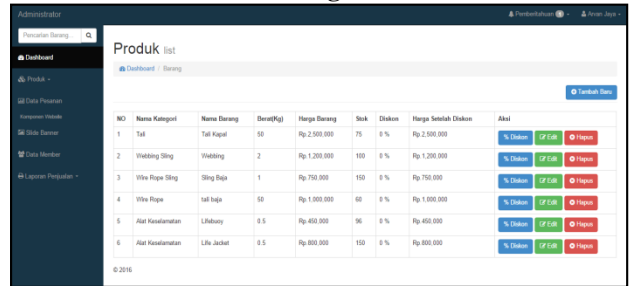 Administrator
Pemberitahuan
Arvan Jaya
Pencarian Barang...
Dashboard
Produk
Data Pesanan
Komponen Website
Slide Banner
Data Member
Laporan Penjualan
Produk list
Dashboard / Barang
Tambah Baru
NO Nama Kategori Nama Barang Berat(Kg) Harga Barang Stok Diskon Harga Setelah Diskon Aksi
1 Tali Tali Kapal 50 Rp.2,500,000 75 0 % Rp.2,500,000 % Diskon Edit Hapus
2 Webbing Sling Webbing 2 Rp.1,200,000 100 0 % Rp.1,200,000 % Diskon Edit Hapus
3 Wire Rope Sling Sling Baja 1 Rp.750,000 150 0 % Rp.750,000 % Diskon Edit Hapus
4 Wire Rope tali baja 50 Rp.1,000,000 60 0 % Rp.1,000,000 % Diskon Edit Hapus
5 Alat Keselamatan Lifebuoy 0.5 Rp.450,000 96 0 % Rp.450,000 % Diskon Edit Hapus
6 Alat Keselamatan Life Jacket 0.5 Rp.800,000 150 0 % Rp.800,000 % Diskon Edit Hapus
© 2016